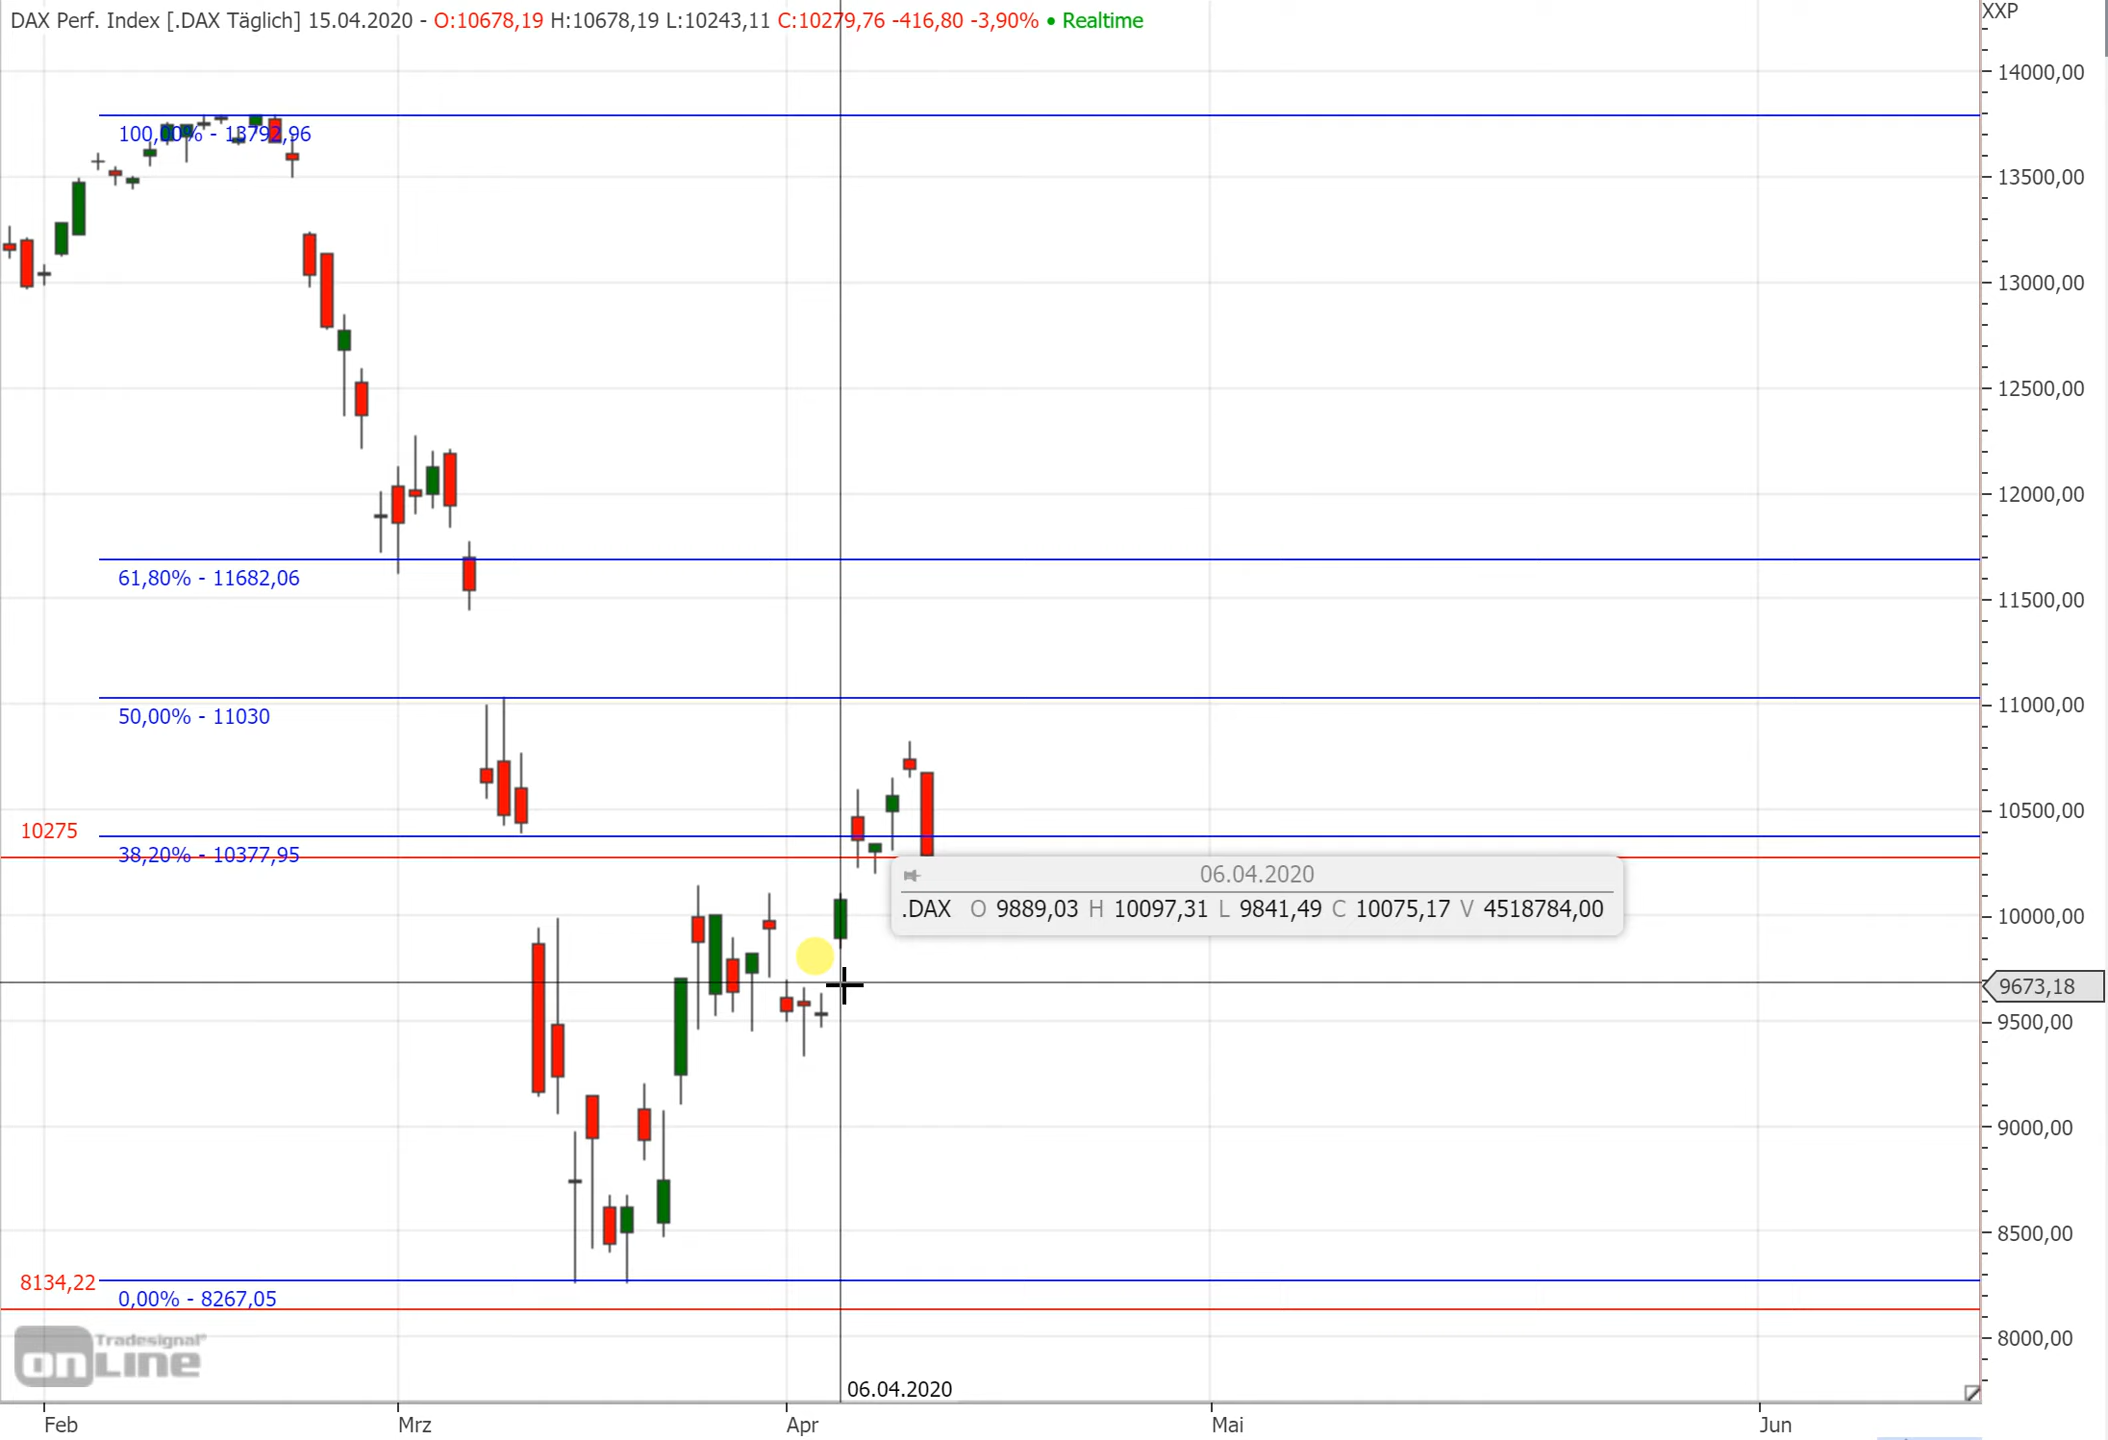 DAX Perf. Index [.DAX Täglich] 15.04.2020 - O:10678,19 H:10678,19 L:10243,11 C:10279,76 -416,80 -3,90% • Realtime
XXP
14000,00
100,00% - 13792,96
13500,00
13000,00
12500,00
12000,00
61,80% - 11682,06
11500,00
11000,00
50,00% - 11030
10500,00
10275
38,20% - 10377,95
06.04.2020
.DAX O 9889,03 H 10097,31 L 9841,49 C 10075,17 V 4518784,00
10000,00
9673,18
9500,00
9000,00
8500,00
8134,22
0,00% - 8267,05
8000,00
Tradesignal®
onLine
06.04.2020
Feb Mrz Apr Mai Jun